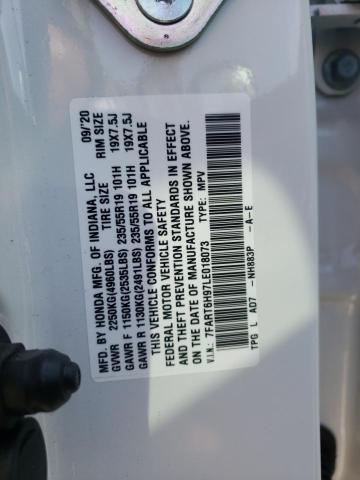 MFD. BY HONDA MFG. OF INDIANA, LLC 09/'20
TIRE SIZE RIM SIZE
GVWR 2250KG(4960LBS)
GAWR F 1150KG(2535LBS) 235/55R19 101H 19X7.5J
GAWR R 1130KG(2491LBS) 235/55R19 101H 19X7.5J
THIS VEHICLE CONFORMS TO ALL APPLICABLE
FEDERAL MOTOR VEHICLE SAFETY
AND THEFT PREVENTION STANDARDS IN EFFECT
ON THE DATE OF MANUFACTURE SHOWN ABOVE.
V.I.N.: 7FART6H97LE018073 TYPE: MPV
TPG L AO7 -NH883P -A-E